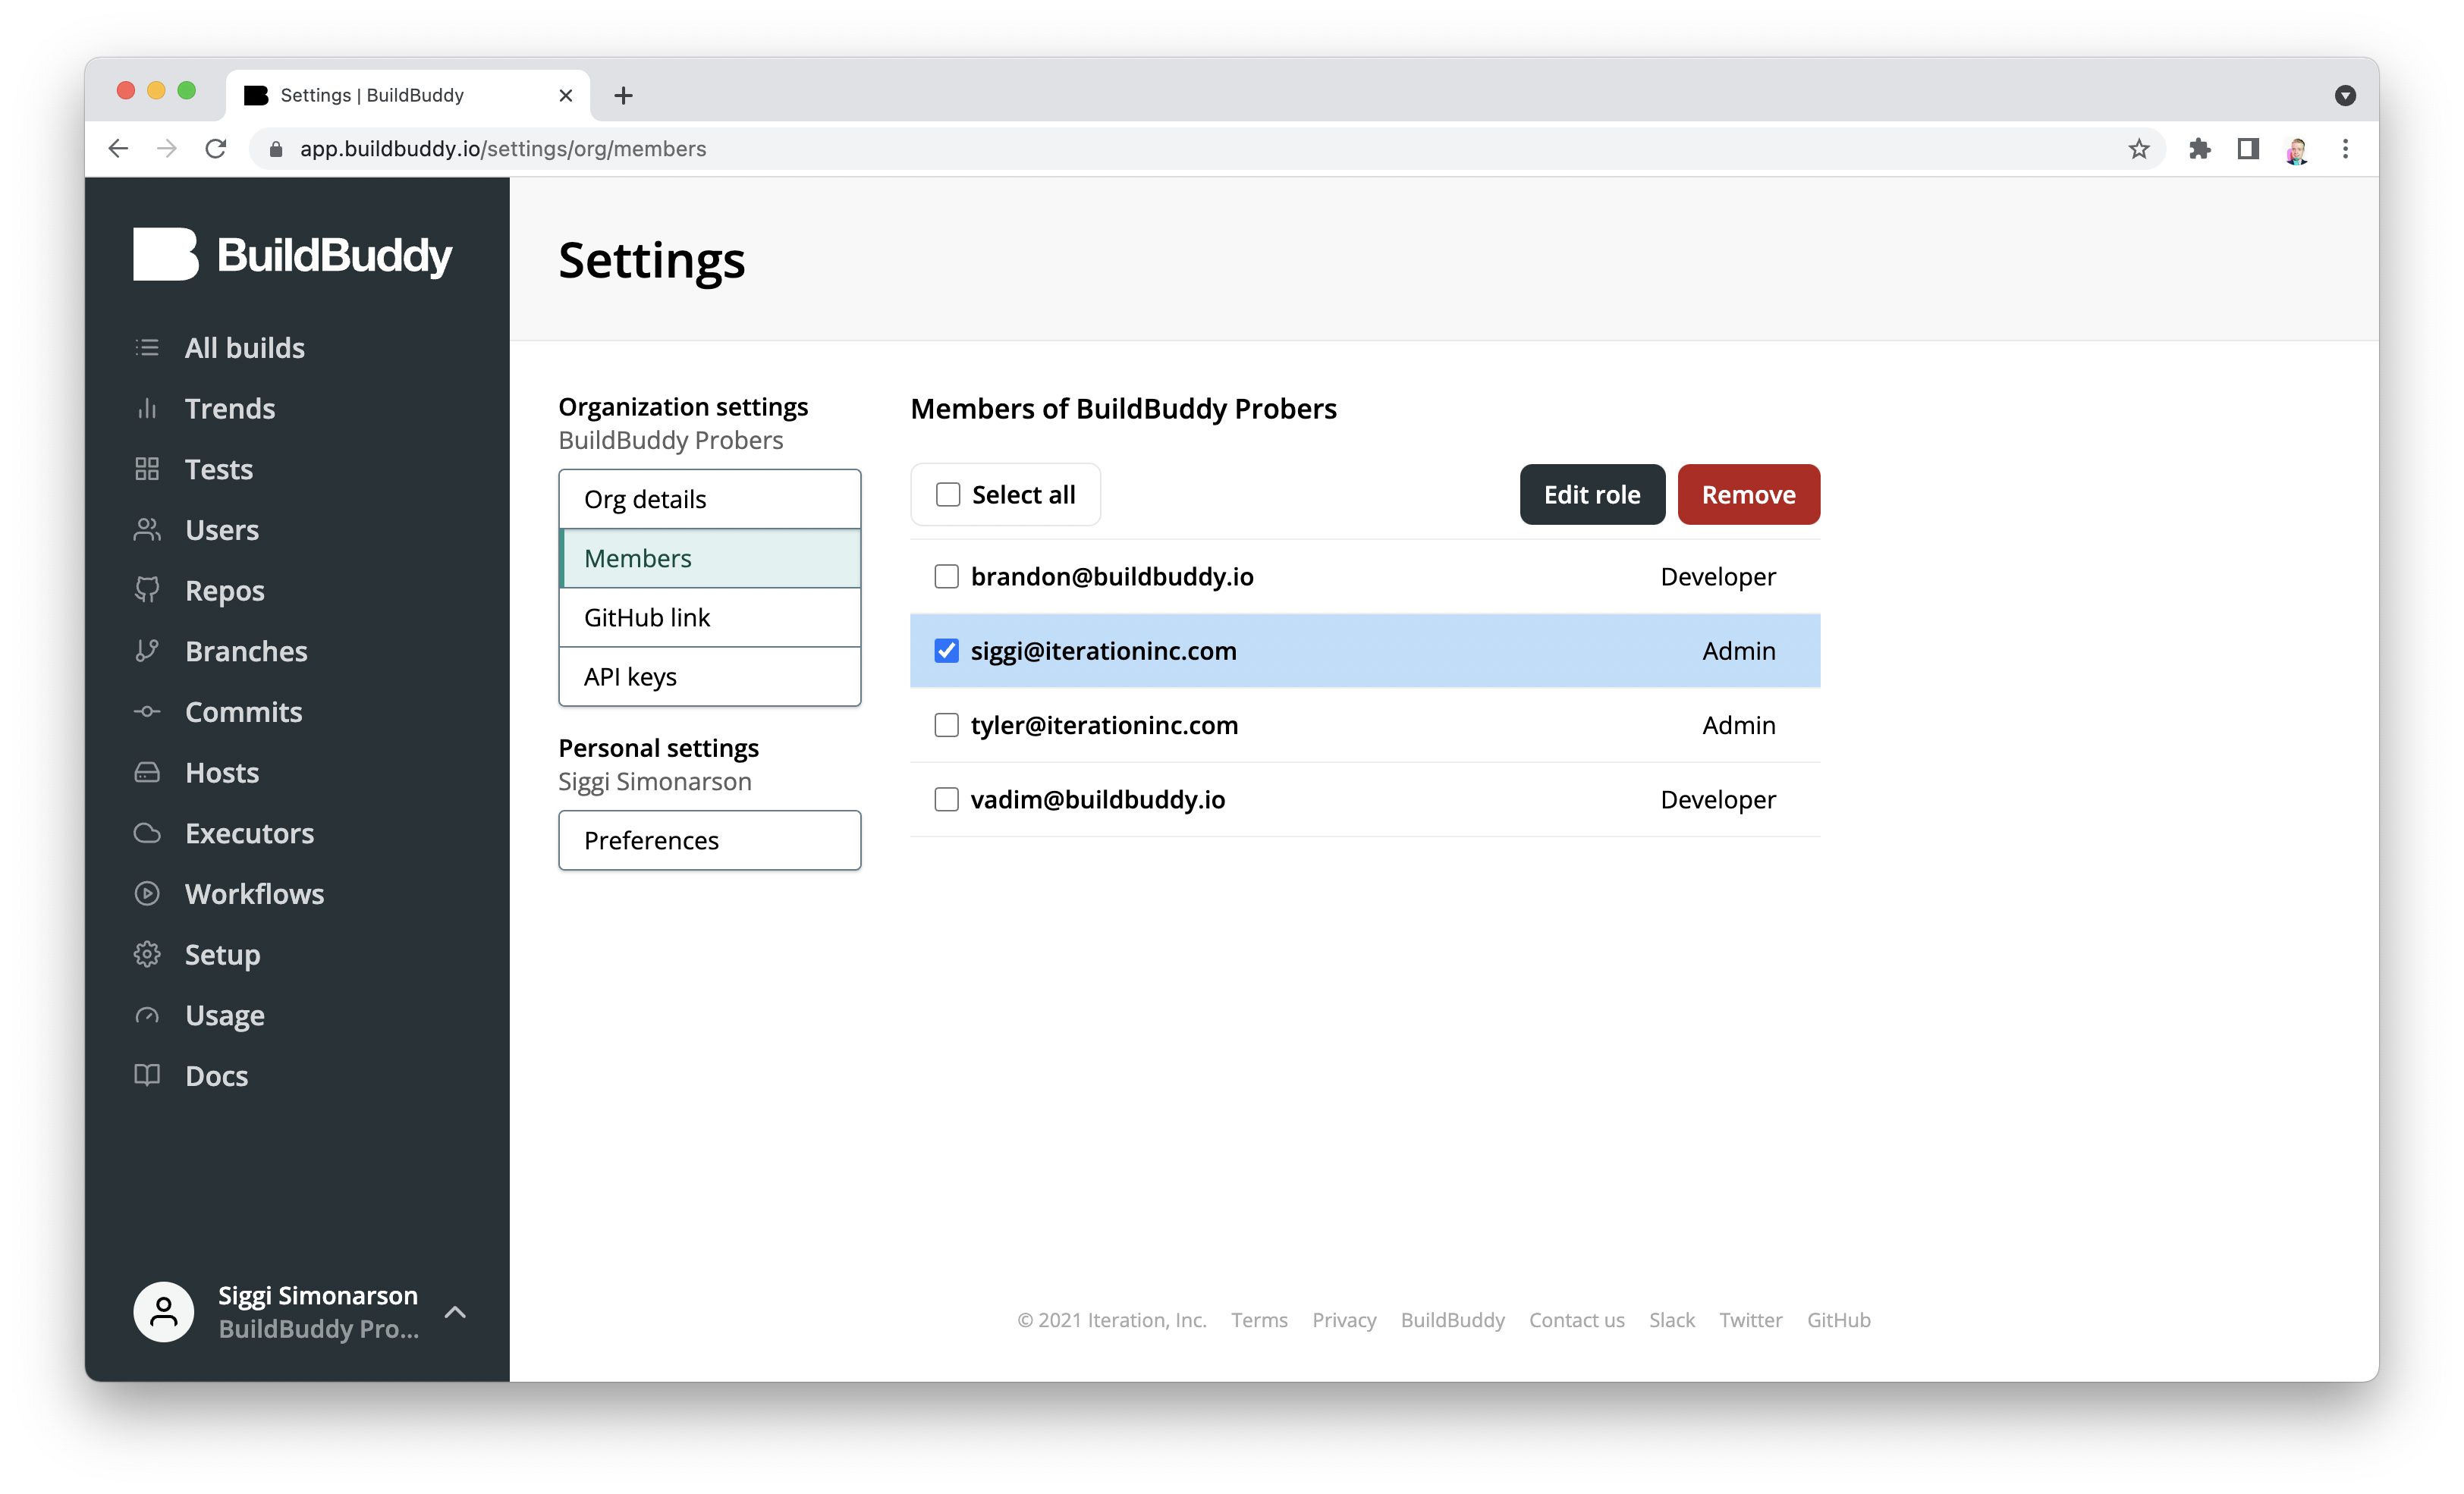 Settings | BuildBuddy
app.buildbuddy.io/settings/org/members
BuildBuddy
All builds
Trends
Tests
Users
Repos
Branches
Commits
Hosts
Executors
Workflows
Setup
Usage
Docs
Siggi Simonarson
BuildBuddy Pro...
Settings
Organization settings
BuildBuddy Probers
Org details
Members
GitHub link
API keys
Personal settings
Siggi Simonarson
Preferences
Members of BuildBuddy Probers
Select all Edit role Remove
brandon@buildbuddy.io Developer
siggi@iterationinc.com Admin
tyler@iterationinc.com Admin
vadim@buildbuddy.io Developer
© 2021 Iteration, Inc. Terms Privacy BuildBuddy Contact us Slack Twitter GitHub